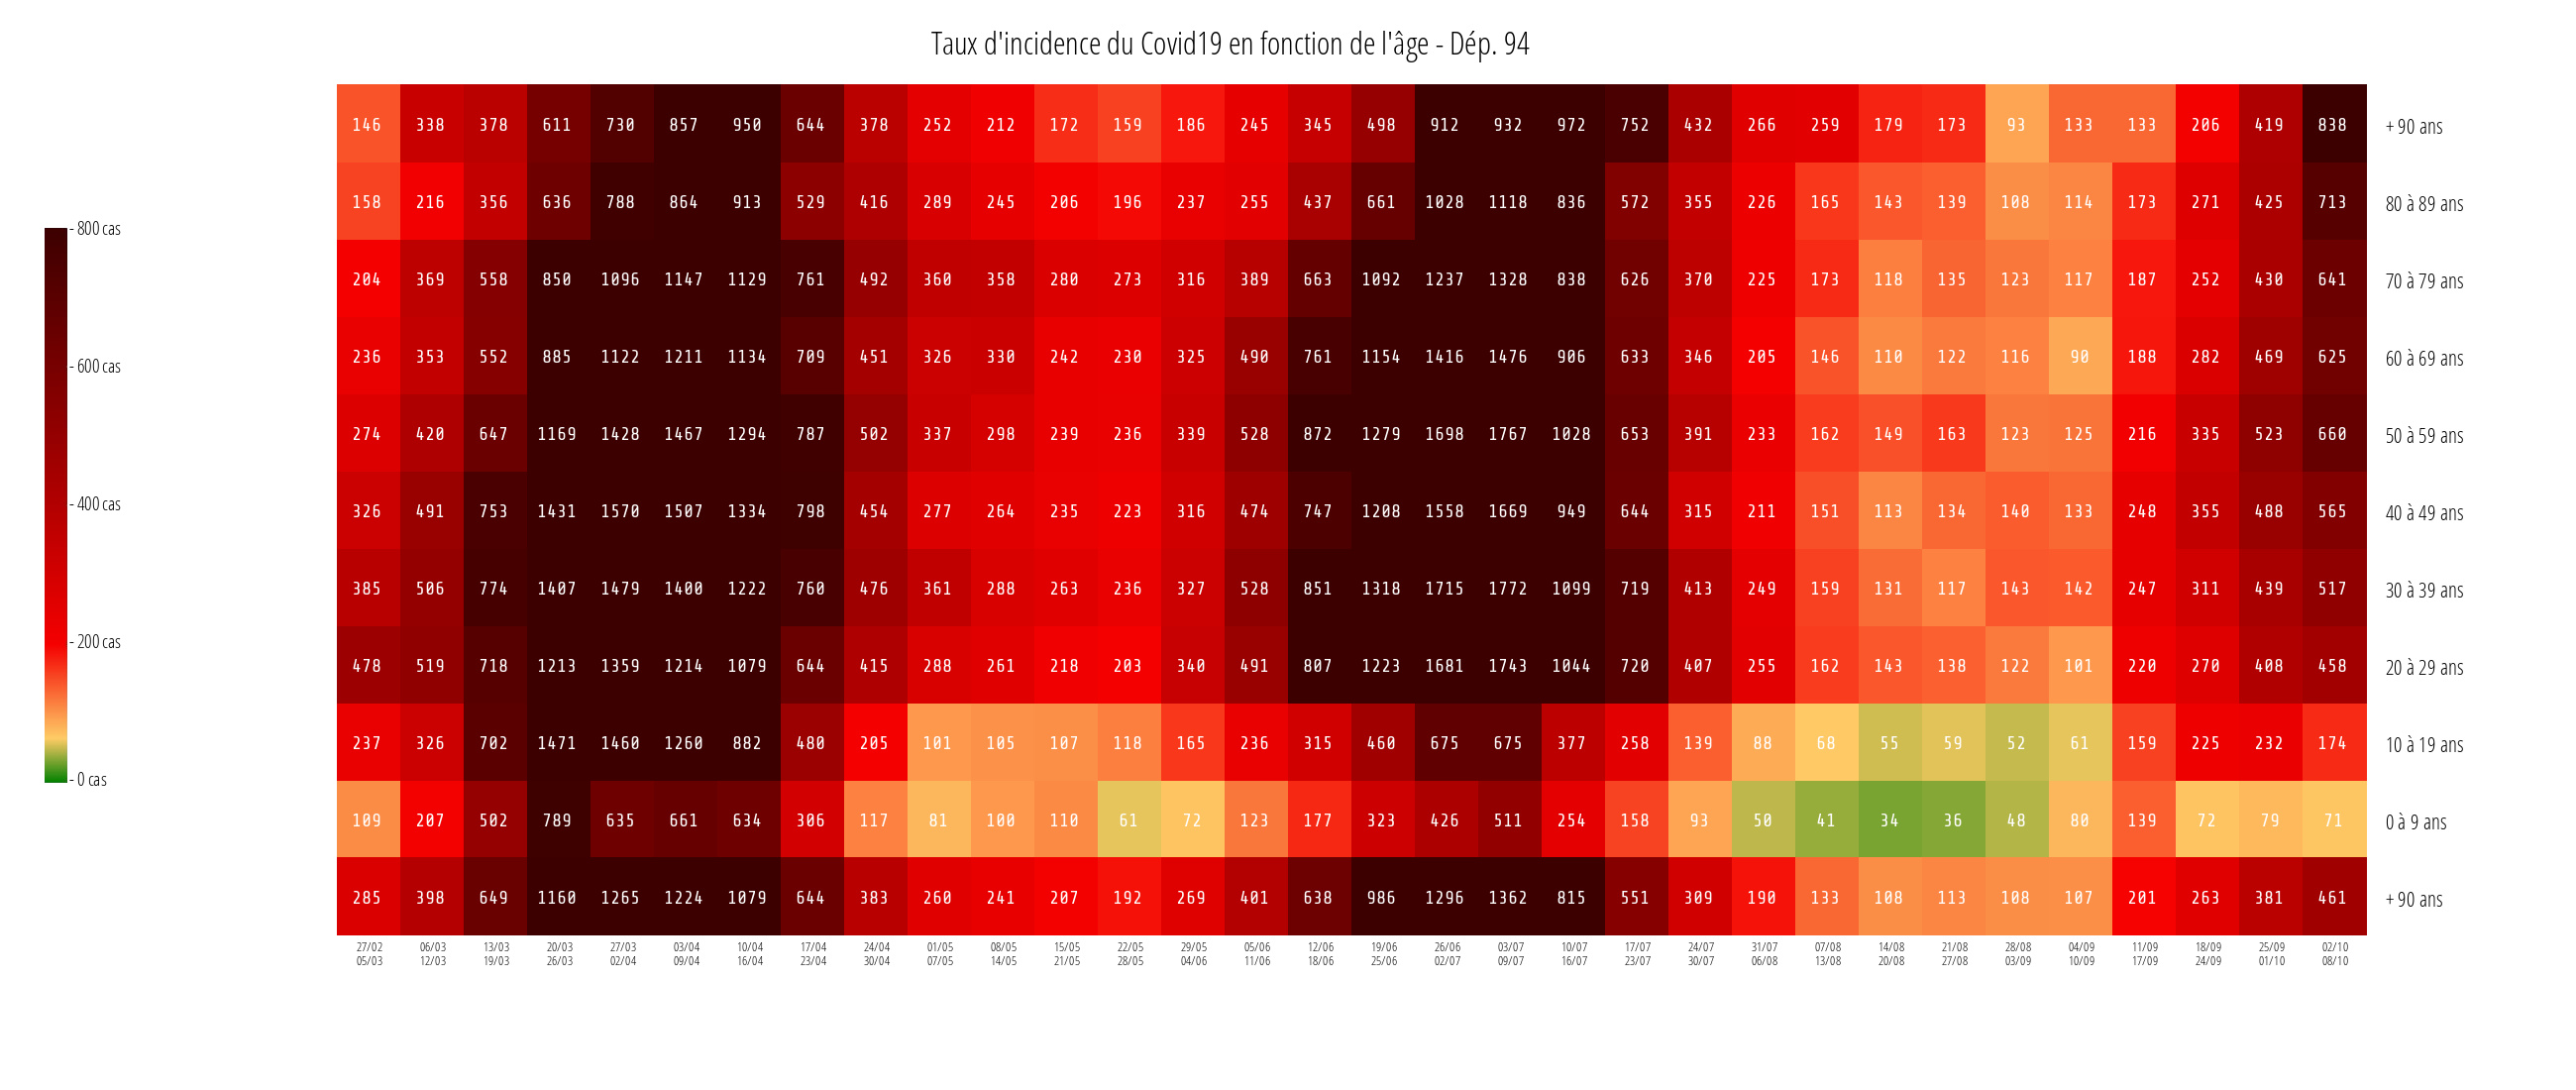 Taux d'incidence du Covid19 en fonction de l'âge - Dép. 94
- 800 cas
- 600 cas
- 400 cas
- 200 cas
- 0 cas
146 338 378 611 730 857 950 644 378 252 212 172 159 186 245 345 498 912 932 972 752 432 266 259 179 173 93 133 133 206 419 838 + 90 ans
158 216 356 636 788 864 913 529 416 289 245 206 196 237 255 437 661 1028 1118 836 572 355 226 165 143 139 108 114 173 271 425 713 80 à 89 ans
204 369 558 850 1096 1147 1129 761 492 360 358 280 273 316 389 663 1092 1237 1328 838 626 370 225 173 118 135 123 117 187 252 430 641 70 à 79 ans
236 353 552 885 1122 1211 1134 709 451 326 330 242 230 325 490 761 1154 1416 1476 906 633 346 205 146 110 122 116 90 188 282 469 625 60 à 69 ans
274 420 647 1169 1428 1467 1294 787 502 337 298 239 236 339 528 872 1279 1698 1767 1028 653 391 233 162 149 163 123 125 216 335 523 660 50 à 59 ans
326 491 753 1431 1570 1507 1334 798 454 277 264 235 223 316 474 747 1208 1558 1669 949 644 315 211 151 113 134 140 133 248 355 488 565 40 à 49 ans
385 506 774 1407 1479 1400 1222 760 476 361 288 263 236 327 528 851 1318 1715 1772 1099 719 413 249 159 131 117 143 142 247 311 439 517 30 à 39 ans
478 519 718 1213 1359 1214 1079 644 415 288 261 218 203 340 491 807 1223 1681 1743 1044 720 407 255 162 143 138 122 101 220 270 408 458 20 à 29 ans
237 326 702 1471 1460 1260 882 480 205 101 105 107 118 165 236 315 460 675 675 377 258 139 88 68 55 59 52 61 159 225 232 174 10 à 19 ans
109 207 502 789 635 661 634 306 117 81 100 110 61 72 123 177 323 426 511 254 158 93 50 41 34 36 48 80 139 72 79 71 0 à 9 ans
285 398 649 1160 1265 1224 1079 644 383 260 241 207 192 269 401 638 986 1296 1362 815 551 309 190 133 108 113 108 107 201 263 381 461 + 90 ans
27/02 06/03 13/03 20/03 27/03 03/04 10/04 17/04 24/04 01/05 08/05 15/05 22/05 29/05 05/06 12/06 19/06 26/06 03/07 10/07 17/07 24/07 31/07 07/08 14/08 21/08 28/08 04/09 11/09 18/09 25/09 02/10
05/03 12/03 19/03 26/03 02/04 09/04 16/04 23/04 30/04 07/05 14/05 21/05 28/05 04/06 11/06 18/06 25/06 02/07 09/07 16/07 23/07 30/07 06/08 13/08 20/08 27/08 03/09 10/09 17/09 24/09 01/10 08/10